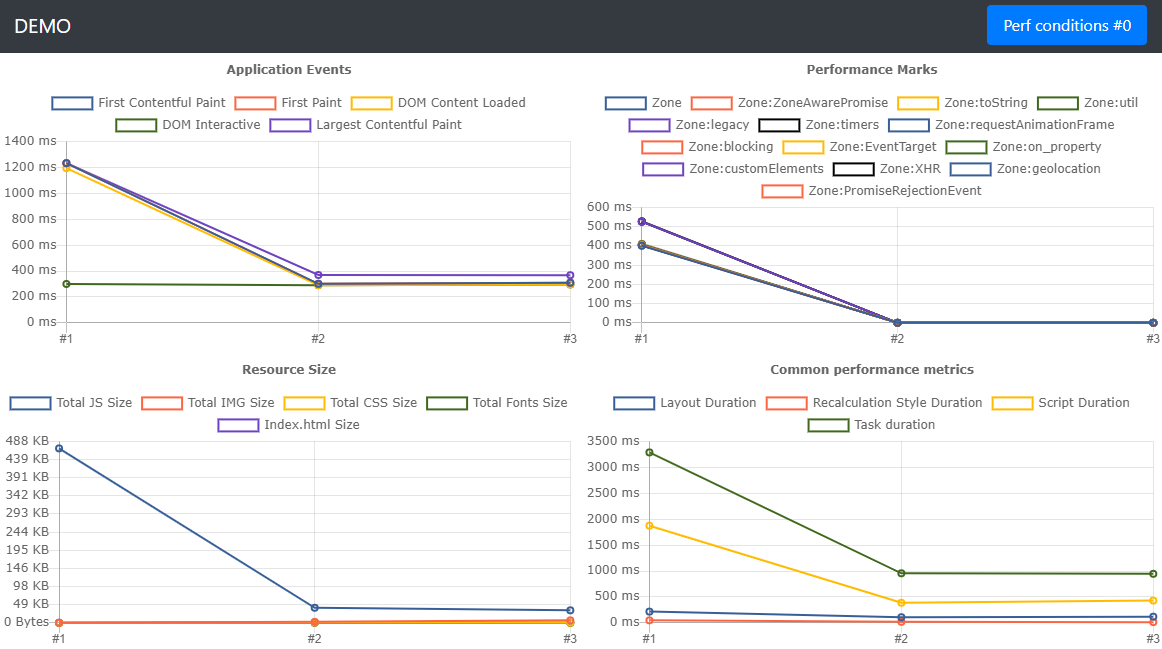 DEMO
Perf conditions #0
Application Events
First Contentful Paint First Paint DOM Content Loaded
DOM Interactive Largest Contentful Paint
1400 ms
1200 ms
1000 ms
800 ms
600 ms
400 ms
200 ms
0 ms
#1 #2 #3
Performance Marks
Zone Zone:ZoneAwarePromise Zone:toString Zone:util
Zone:legacy Zone:timers Zone:requestAnimationFrame
Zone:blocking Zone:EventTarget Zone:on_property
Zone:customElements Zone:XHR Zone:geolocation
Zone:PromiseRejectionEvent
600 ms
500 ms
400 ms
300 ms
200 ms
100 ms
0 ms
#1 #2 #3
Resource Size
Total JS Size Total IMG Size Total CSS Size Total Fonts Size
Index.html Size
488 KB
439 KB
391 KB
342 KB
293 KB
244 KB
195 KB
146 KB
98 KB
49 KB
0 Bytes
#1 #2 #3
Common performance metrics
Layout Duration Recalculation Style Duration Script Duration
Task duration
3500 ms
3000 ms
2500 ms
2000 ms
1500 ms
1000 ms
500 ms
0 ms
#1 #2 #3